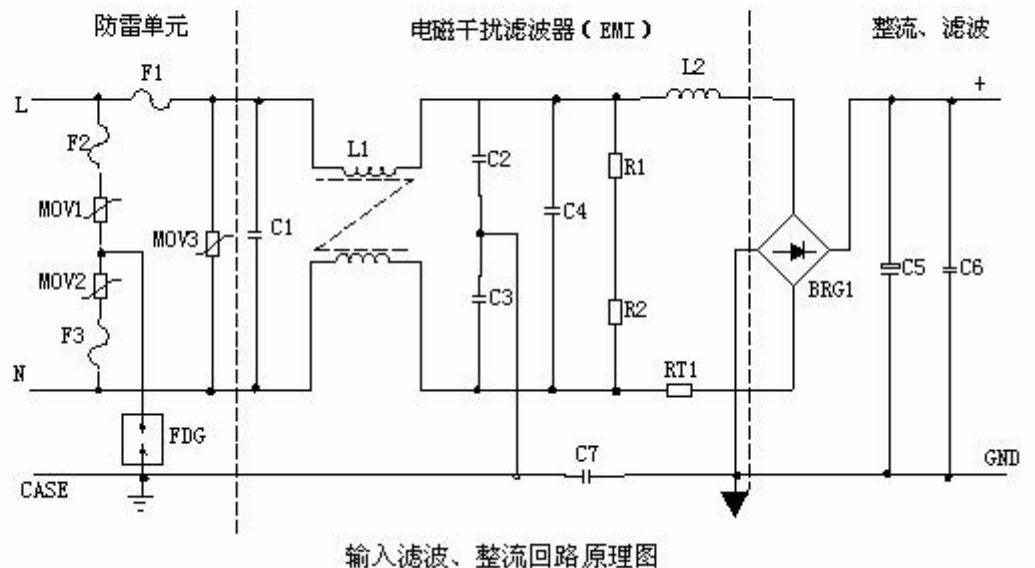 防雷单元
电磁干扰滤波器（EMI）
整流、滤波
F1
L2
+
L
F2
L1
C2
R1
MOV1
C4
MOV3
C1
MOV2
C3
R2
BRG1
C5
C6
F3
N
RT1
FDG
C7
GND
CASE
输入滤波、整流回路原理图